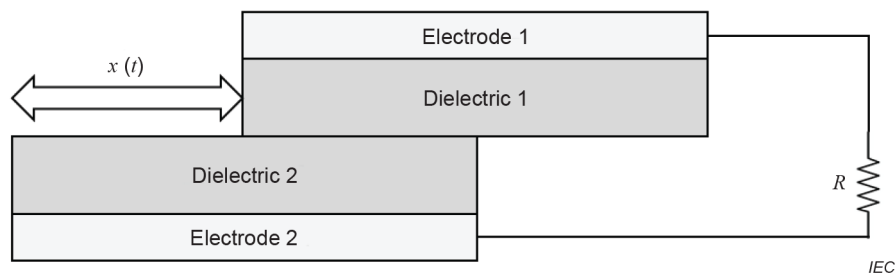 Electrode 1
x (t)
Dielectric 1
Dielectric 2
R
Electrode 2
IEC